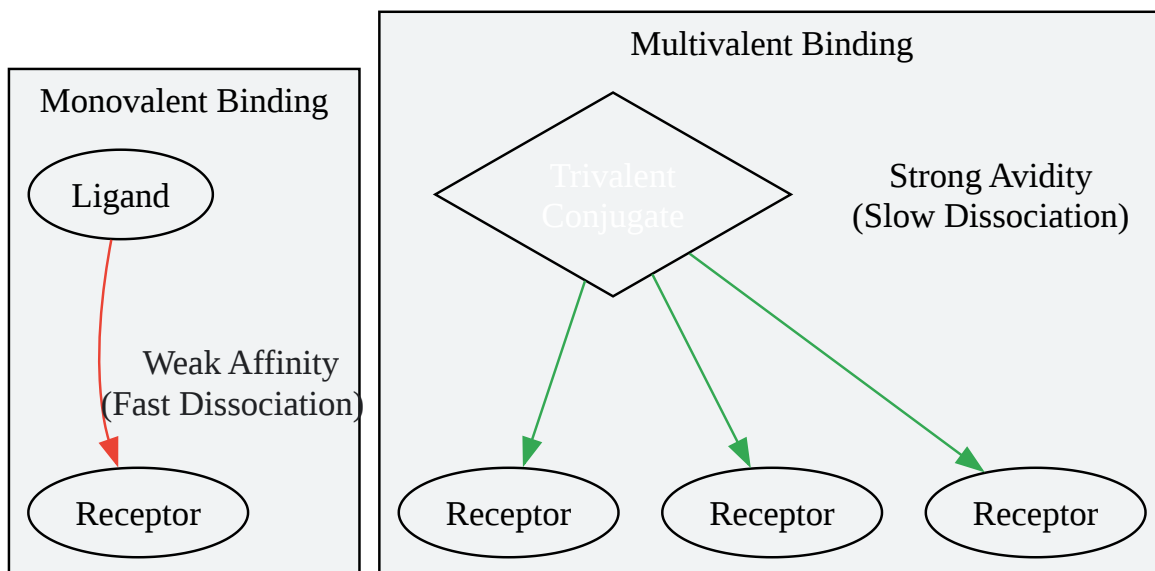 Monovalent Binding
Ligand
Weak Affinity
(Fast Dissociation)
Receptor
Multivalent Binding
Trivalent
Conjugate
Strong Avidity
(Slow Dissociation)
Receptor
Receptor
Receptor